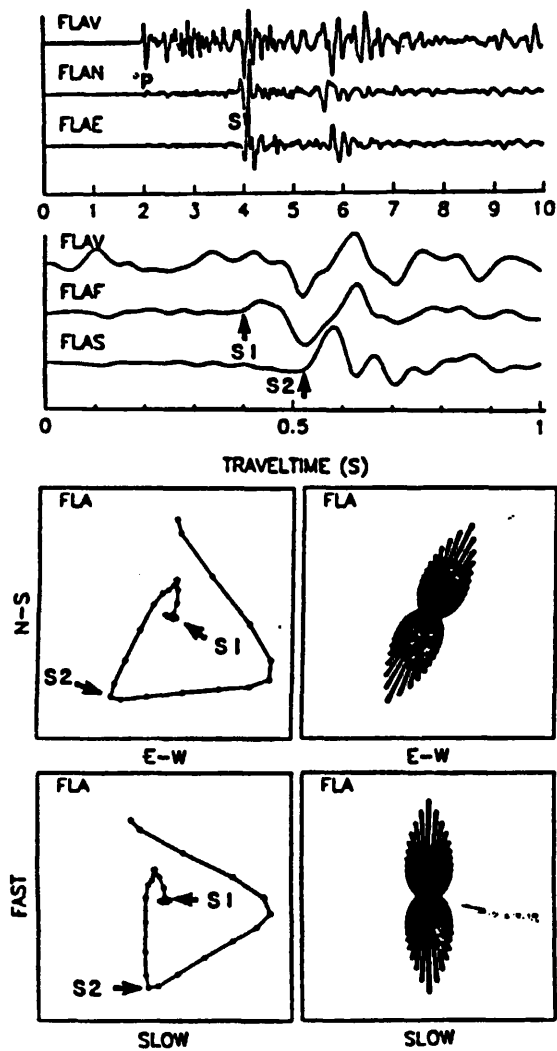 FLAV
FLAN
P
FLAE
S
0 1 2 3 4 5 6 7 8 9 10
FLAV
FLAF
S1
FLAS
S2
0 0.5 1
TRAVELTIME (S)
FLA
FLA
N-S
S1
S2
E-W
E-W
FLA
FLA
FAST
S1
S2
SLOW
SLOW